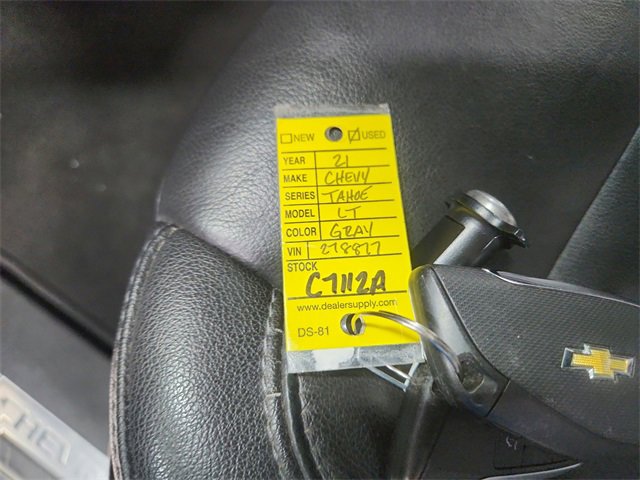 NEW USED
YEAR 21
MAKE CHEVY
SERIES TAHOE
MODEL LT
COLOR GRAY
VIN 278877
STOCK
C7112A
www.dealersupply.com
DS-81
CHEV